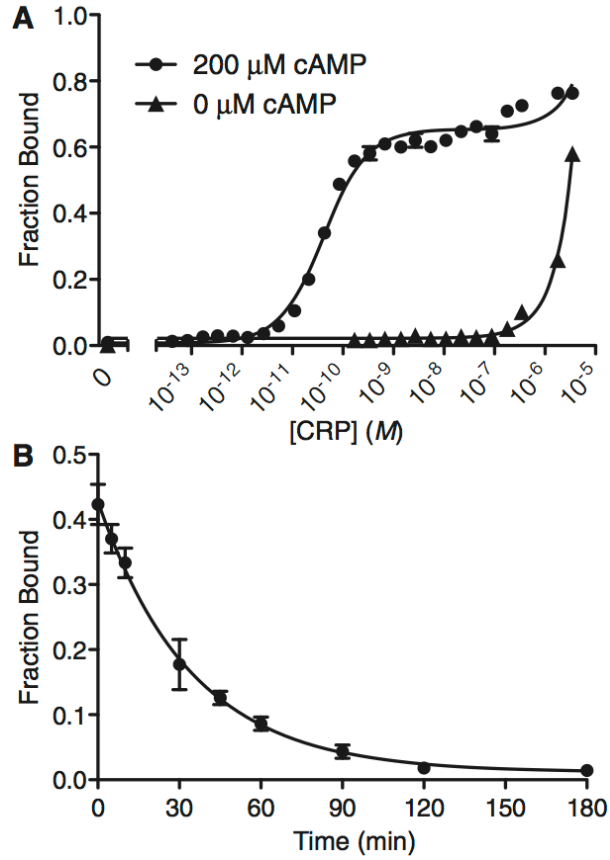 A
Fraction Bound
1.0
0.8
0.6
0.4
0.2
0.0
200 μM cAMP
0 μM cAMP
0
10⁻¹³
10⁻¹²
10⁻¹¹
10⁻¹⁰
10⁻⁹
10⁻⁸
10⁻⁷
10⁻⁶
10⁻⁵
[CRP] (M)
B
Fraction Bound
0.5
0.4
0.3
0.2
0.1
0.0
0 30 60 90 120 150 180
Time (min)